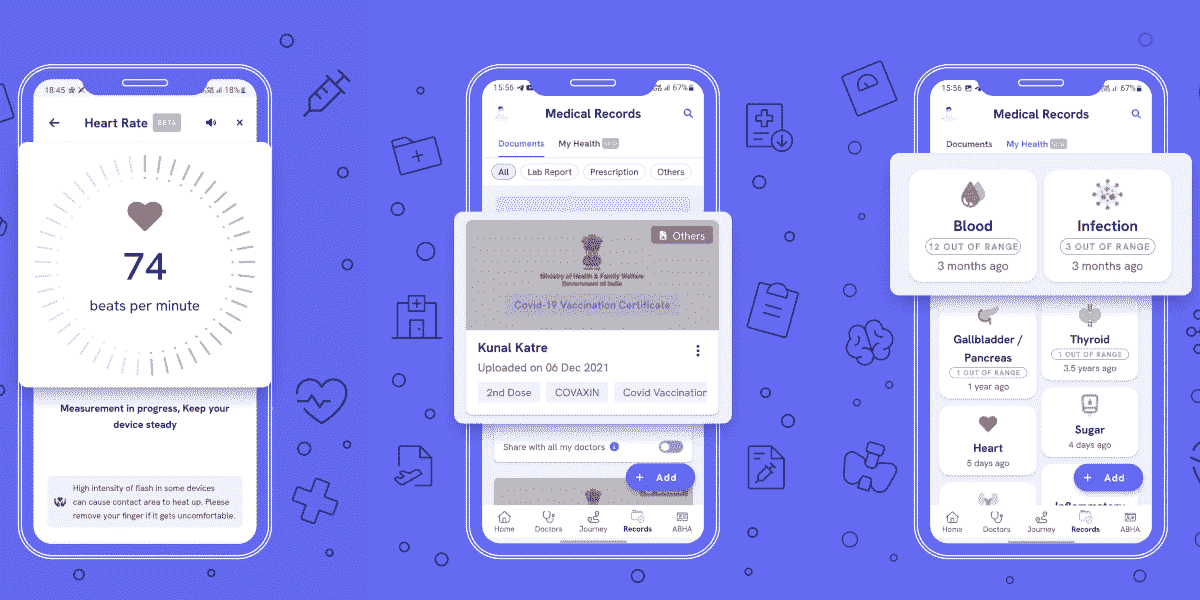 18:45
18%
Heart Rate
BETA
74
beats per minute
Measurement in progress, Keep your
device steady
High intensity of flash in some devices
can cause contact area to heat up. Please
remove your finger if it gets uncomfortable.
15:56
67%
Medical Records
Documents
My Health
NEW
All
Lab Report
Prescription
Others
Others
Ministry of Health & Family Welfare
Government of India
Covid-19 Vaccination Certificate
Kunal Katre
Uploaded on 06 Dec 2021
2nd Dose
COVAXIN
Covid Vaccination
Share with all my doctors
+ Add
Home
Doctors
Journey
Records
ABHA
15:56
67%
Medical Records
Documents
My Health
NEW
Blood
12 OUT OF RANGE
3 months ago
Infection
3 OUT OF RANGE
3 months ago
Gallbladder /
Pancreas
1 OUT OF RANGE
1 year ago
Thyroid
1 OUT OF RANGE
3.5 years ago
Heart
5 days ago
Sugar
4 days ago
+ Add
Home
Doctors
Journey
Records
ABHA